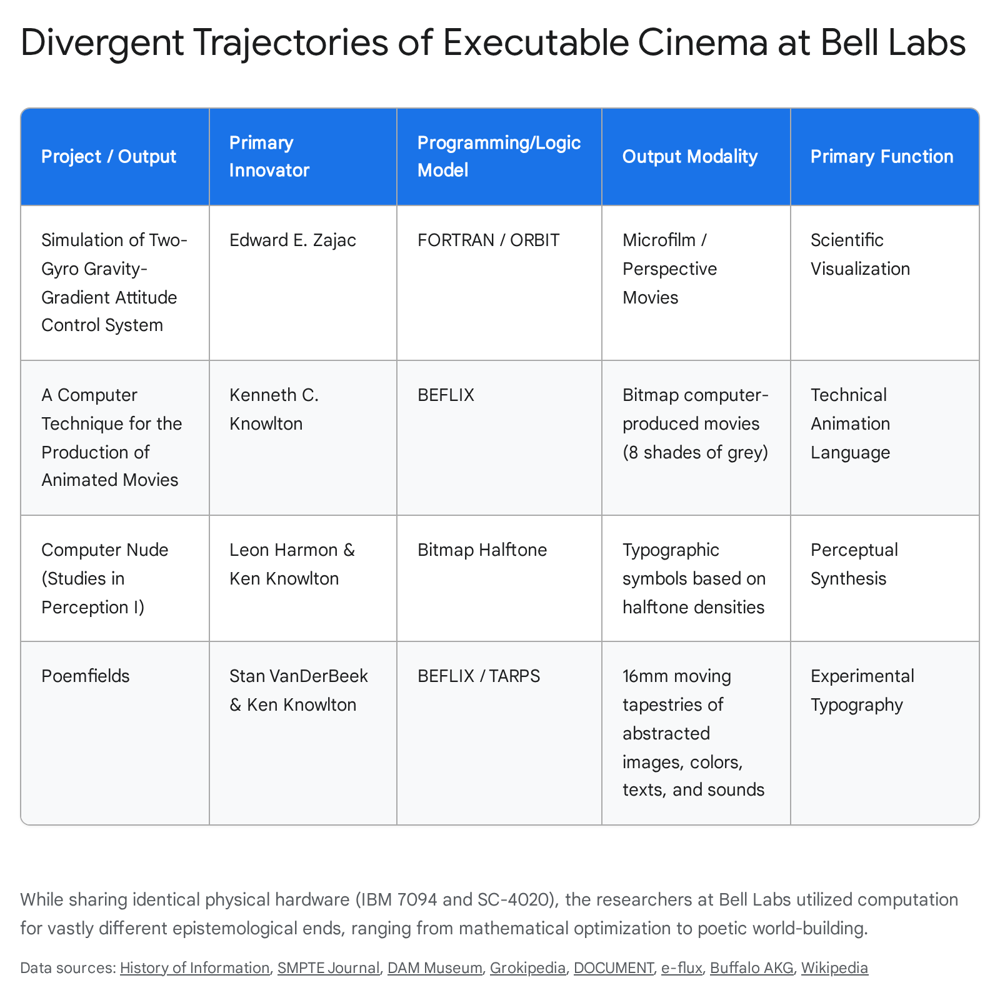 Divergent Trajectories of Executable Cinema at Bell Labs
Project / Output
Primary
Innovator
Programming/Logic
Model
Output Modality
Primary Function
Simulation of Two-
Gyro Gravity-
Gradient Attitude
Control System
Edward E. Zajac
FORTRAN / ORBIT
Microfilm /
Perspective
Movies
Scientific
Visualization
A Computer
Technique for the
Production of
Animated Movies
Kenneth C.
Knowlton
BEFLIX
Bitmap computer-
produced movies
(8 shades of grey)
Technical
Animation
Language
Computer Nude
(Studies in
Perception I)
Leon Harmon &
Ken Knowlton
Bitmap Halftone
Typographic
symbols based on
halftone densities
Perceptual
Synthesis
Poemfields
Stan VanDerBeek
& Ken Knowlton
BEFLIX / TARPS
16mm moving
tapestries of
abstracted
images, colors,
texts, and sounds
Experimental
Typography
While sharing identical physical hardware (IBM 7094 and SC-4020), the researchers at Bell Labs utilized computation
for vastly different epistemological ends, ranging from mathematical optimization to poetic world-building.
Data sources: History of Information, SMPTE Journal, DAM Museum, Grokipedia, DOCUMENT, e-flux, Buffalo AKG, Wikipedia